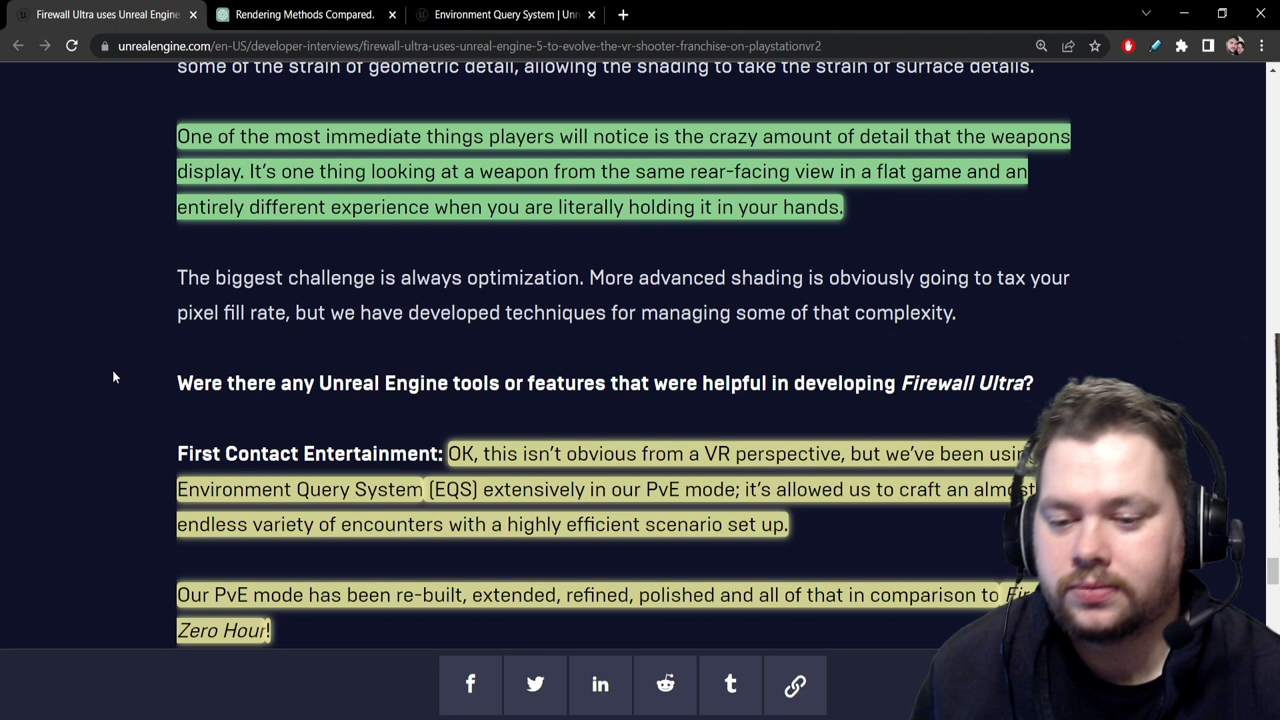 Firewall Ultra uses Unreal Engine
Rendering Methods Compared.
Environment Query System | Unr
unrealengine.com/en-US/developer-interviews/firewall-ultra-uses-unreal-engine-5-to-evolve-the-vr-shooter-franchise-on-playstationvr2
some of the strain of geometric detail, allowing the shading to take the strain of surface details.
One of the most immediate things players will notice is the crazy amount of detail that the weapons
display. It's one thing looking at a weapon from the same rear-facing view in a flat game and an
entirely different experience when you are literally holding it in your hands.
The biggest challenge is always optimization. More advanced shading is obviously going to tax your
pixel fill rate, but we have developed techniques for managing some of that complexity.
Were there any Unreal Engine tools or features that were helpful in developing Firewall Ultra?
First Contact Entertainment: OK, this isn't obvious from a VR perspective, but we've been using
Environment Query System (EQS) extensively in our PvE mode; it's allowed us to craft an almost
endless variety of encounters with a highly efficient scenario set up.
Our PvE mode has been re-built, extended, refined, polished and all of that in comparison to
Zero Hour!